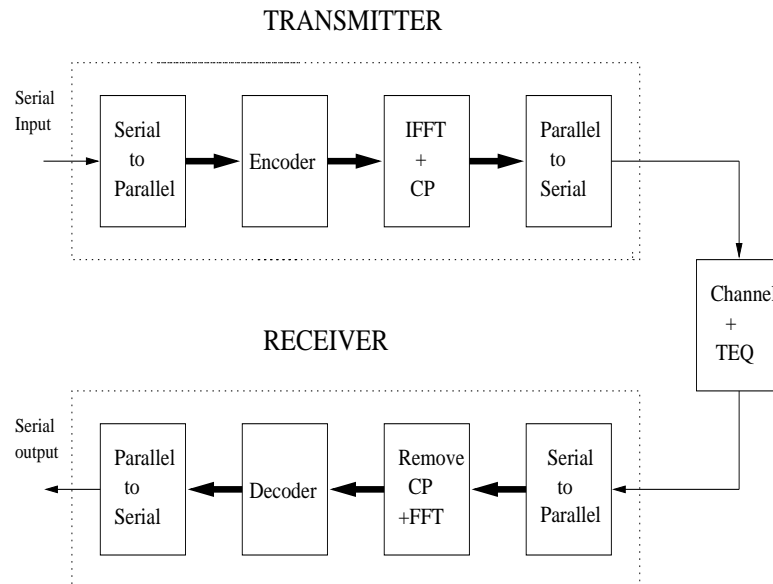 TRANSMITTER
Serial
Input
Serial
to
Parallel
Encoder
IFFT
+
CP
Parallel
to
Serial
Channel
+
TEQ
RECEIVER
Serial
output
Parallel
to
Serial
Decoder
Remove
CP
+FFT
Serial
to
Parallel